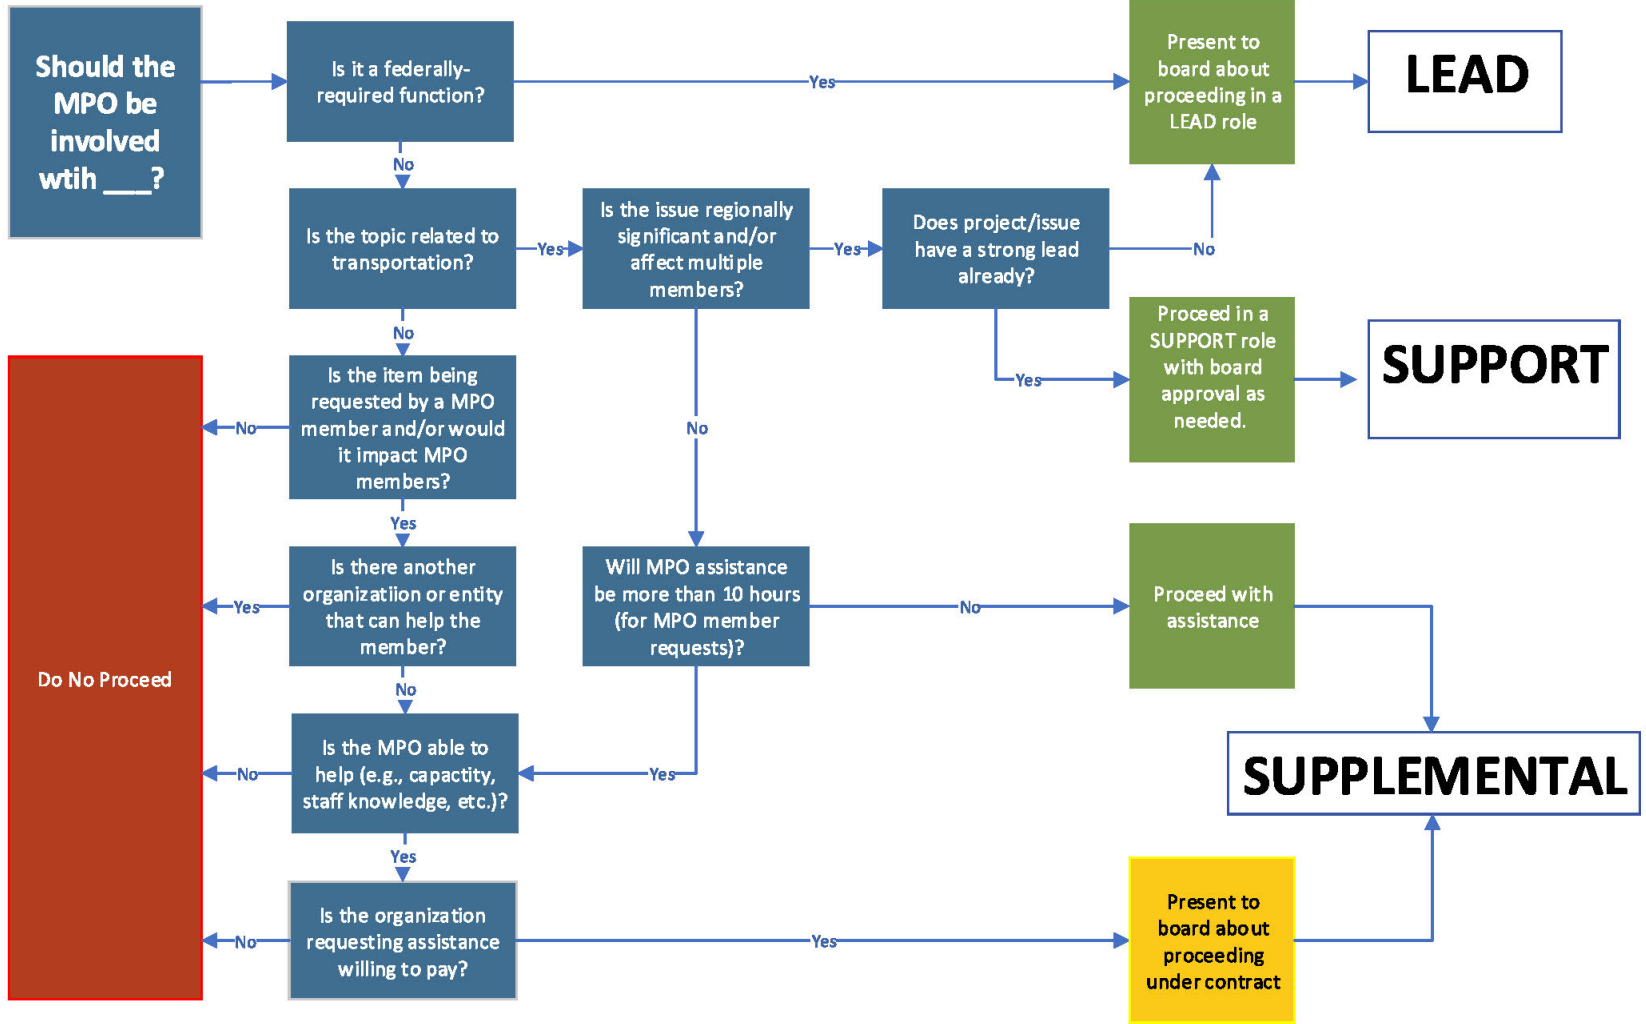 Should the
MPO be
involved
wtih ___?
Is it a federally-
required function?
Yes
Present to
board about
proceeding in a
LEAD role
LEAD
No
Is the topic related to
transportation?
Yes
Is the issue regionally
significant and/or
affect multiple
members?
Yes
Does project/issue
have a strong lead
already?
No
Yes
Proceed in a
SUPPORT role
with board
approval as
needed.
SUPPORT
No
Is the item being
requested by a MPO
member and/or would
it impact MPO
members?
No
No
Yes
Is there another
organizatiion or entity
that can help the
member?
Yes
Will MPO assistance
be more than 10 hours
(for MPO member
requests)?
No
Proceed with
assistance
Do No Proceed
No
Is the MPO able to
help (e.g., capactity,
staff knowledge, etc.)?
No
Yes
SUPPLEMENTAL
Yes
Is the organization
requesting assistance
willing to pay?
No
Yes
Present to
board about
proceeding
under contract